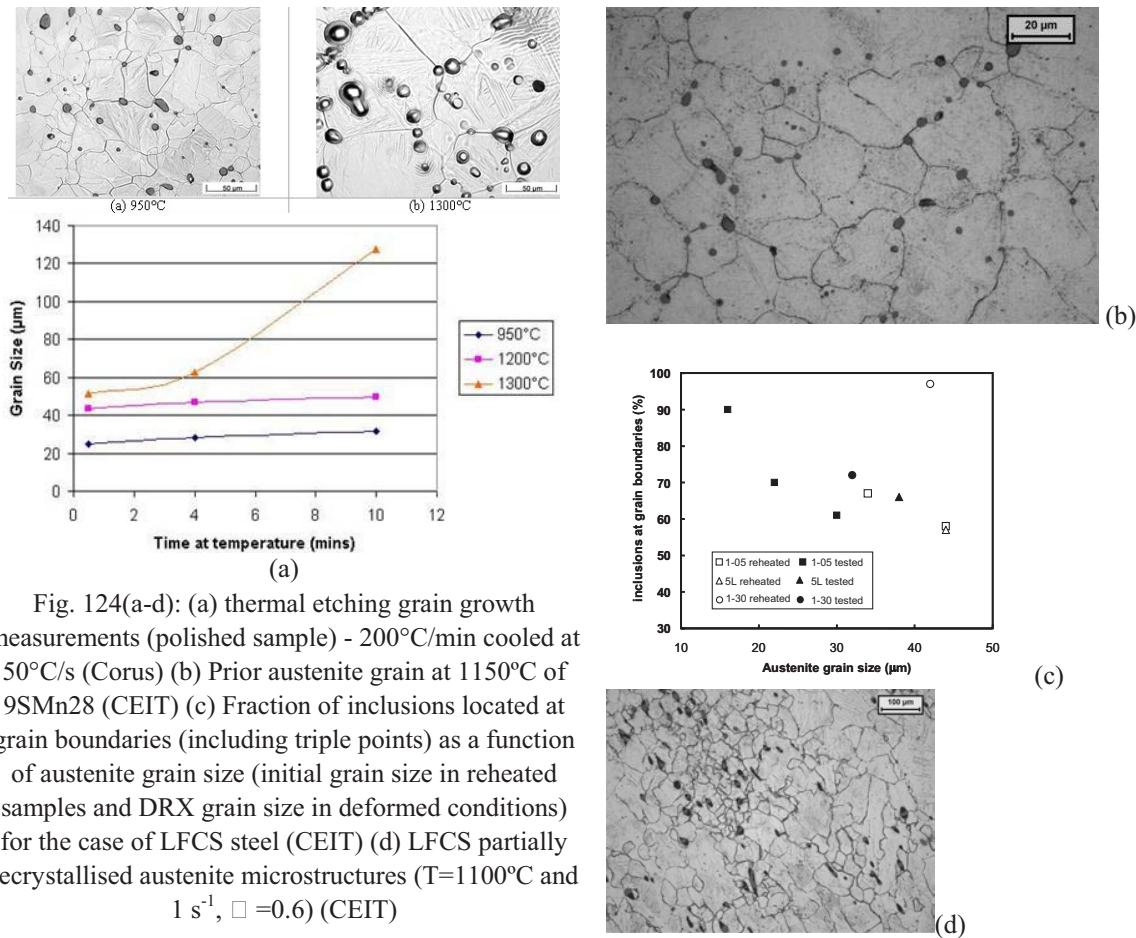 50 µm
50 µm
(a) 950°C
(b) 1300°C
140
120
100
80
60
40
20
0
Grain Size (µm)
0 2 4 6 8 10 12
Time at temperature (mins)
950°C
1200°C
1300°C
(a)
Fig. 124(a-d): (a) thermal etching grain growth
measurements (polished sample) - 200°C/min cooled at
50°C/s (Corus) (b) Prior austenite grain at 1150ºC of
9SMn28 (CEIT) (c) Fraction of inclusions located at
grain boundaries (including triple points) as a function
of austenite grain size (initial grain size in reheated
samples and DRX grain size in deformed conditions)
for the case of LFCS steel (CEIT) (d) LFCS partially
recrystallised austenite microstructures (T=1100ºC and
1 s-1, □ =0.6) (CEIT)
20 µm
(b)
100
90
80
70
60
50
40
30
Inclusions at grain boundaries (%)
1-05 reheated 1-05 tested
5L reheated 5L tested
1-30 reheated 1-30 tested
10 20 30 40 50
Austenite grain size (µm)
(c)
100 µm
(d)